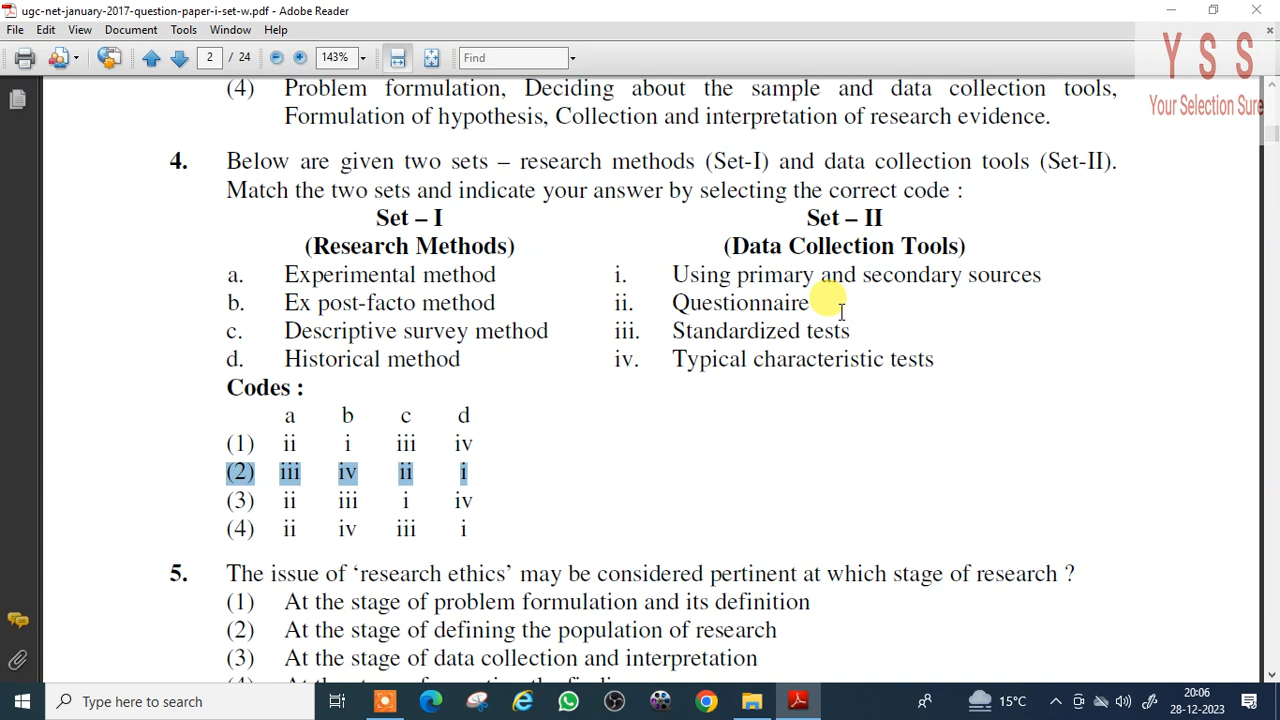 ugc-net-january-2017-question-paper-i-set-w.pdf - Adobe Reader
File Edit View Document Tools Window Help
2 / 24 143% Find
Y S S
Your Selection Sure
(4) Problem formulation, Deciding about the sample and data collection tools,
Formulation of hypothesis, Collection and interpretation of research evidence.
4. Below are given two sets – research methods (Set-I) and data collection tools (Set-II).
Match the two sets and indicate your answer by selecting the correct code :
Set – I Set – II
(Research Methods) (Data Collection Tools)
a. Experimental method i. Using primary and secondary sources
b. Ex post-facto method ii. Questionnaire
c. Descriptive survey method iii. Standardized tests
d. Historical method iv. Typical characteristic tests
Codes :
a b c d
(1) ii i iii iv
(2) iii iv ii i
(3) ii iii i iv
(4) ii iv iii i
5. The issue of ‘research ethics’ may be considered pertinent at which stage of research ?
(1) At the stage of problem formulation and its definition
(2) At the stage of defining the population of research
(3) At the stage of data collection and interpretation
Type here to search
15°C
20:06
28-12-2023